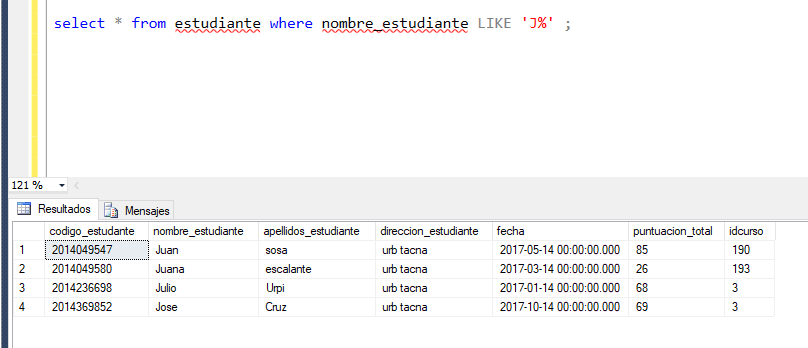 select * from estudiante where nombre_estudiante LIKE 'J%' ;
121 %
Resultados Mensajes
codigo_estudante nombre_estudiante apellidos_estudiante direccion_estudiante fecha puntuacion_total idcurso
1 2014049547 Juan sosa urb tacna 2017-05-14 00:00:00.000 85 190
2 2014049580 Juana escalante urb tacna 2017-03-14 00:00:00.000 26 193
3 2014236698 Julio Urpi urb tacna 2017-01-14 00:00:00.000 68 3
4 2014369852 Jose Cruz urb tacna 2017-10-14 00:00:00.000 69 3